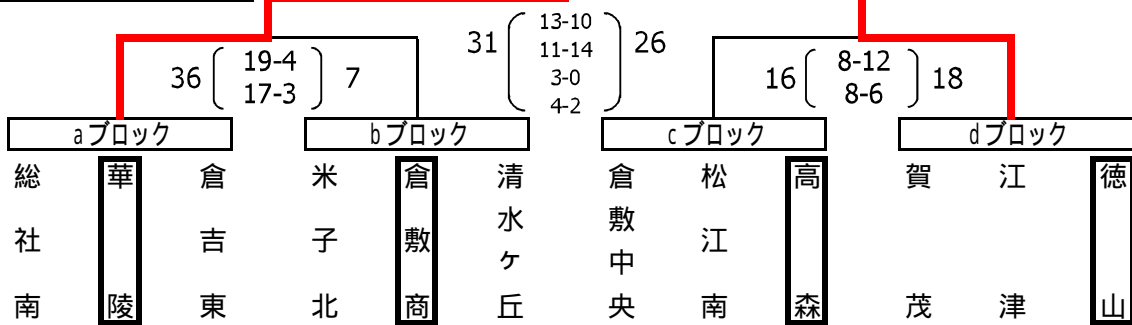 31 13-10 26
11-14
3-0
4-2
36 19-4 7
17-3
16 8-12 18
8-6
aブロック
bブロック
cブロック
dブロック
総社南
華陵
倉吉東
米子北
倉敷商
清水ケ丘
倉敷中央
松江南
高森
賀茂
江津
徳山